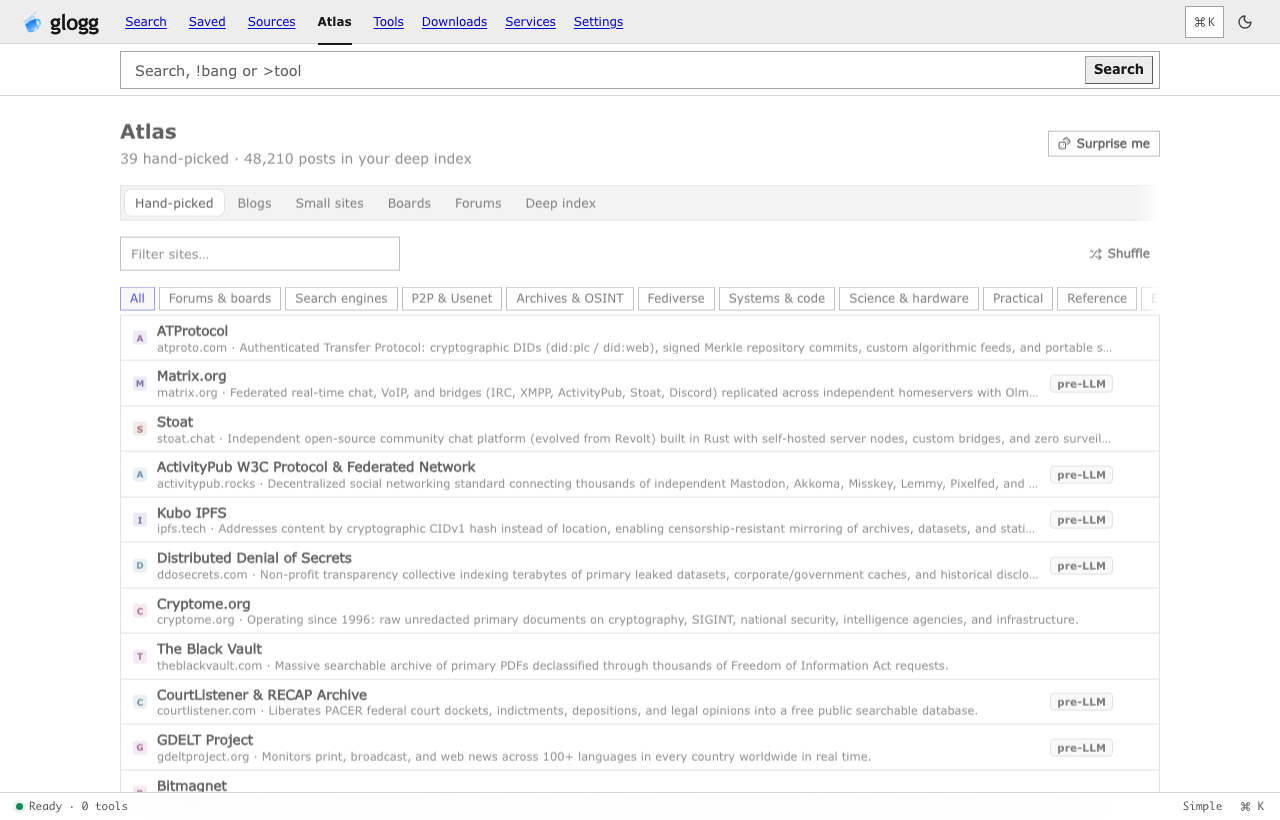 glogg Search Saved Sources Atlas Tools Downloads Services Settings ⌘K
Search, !bang or >tool Search
Atlas
39 hand-picked · 48,210 posts in your deep index
Surprise me
Hand-picked Blogs Small sites Boards Forums Deep index
Filter sites… Shuffle
All Forums & boards Search engines P2P & Usenet Archives & OSINT Fediverse Systems & code Science & hardware Practical Reference
A ATProtocol
atproto.com · Authenticated Transfer Protocol: cryptographic DIDs (did:plc / did:web), signed Merkle repository commits, custom algorithmic feeds, and portable s…
M Matrix.org
matrix.org · Federated real-time chat, VoIP, and bridges (IRC, XMPP, ActivityPub, Stoat, Discord) replicated across independent homeservers with Olm… pre-LLM
S Stoat
stoat.chat · Independent open-source community chat platform (evolved from Revolt) built in Rust with self-hosted server nodes, custom bridges, and zero surveil…
A ActivityPub W3C Protocol & Federated Network
activitypub.rocks · Decentralized social networking standard connecting thousands of independent Mastodon, Akkoma, Misskey, Lemmy, Pixelfed, and … pre-LLM
I Kubo IPFS
ipfs.tech · Addresses content by cryptographic CIDv1 hash instead of location, enabling censorship-resistant mirroring of archives, datasets, and stati… pre-LLM
D Distributed Denial of Secrets
ddosecrets.com · Non-profit transparency collective indexing terabytes of primary leaked datasets, corporate/government caches, and historical disclo… pre-LLM
C Cryptome.org
cryptome.org · Operating since 1996: raw unredacted primary documents on cryptography, SIGINT, national security, intelligence agencies, and infrastructure.
T The Black Vault
theblackvault.com · Massive searchable archive of primary PDFs declassified through thousands of Freedom of Information Act requests.
C CourtListener & RECAP Archive
courtlistener.com · Liberates PACER federal court dockets, indictments, depositions, and legal opinions into a free public searchable database. pre-LLM
G GDELT Project
gdeltproject.org · Monitors print, broadcast, and web news across 100+ languages in every country worldwide in real time. pre-LLM
Bitmagnet
Ready · 0 tools Simple ⌘ K